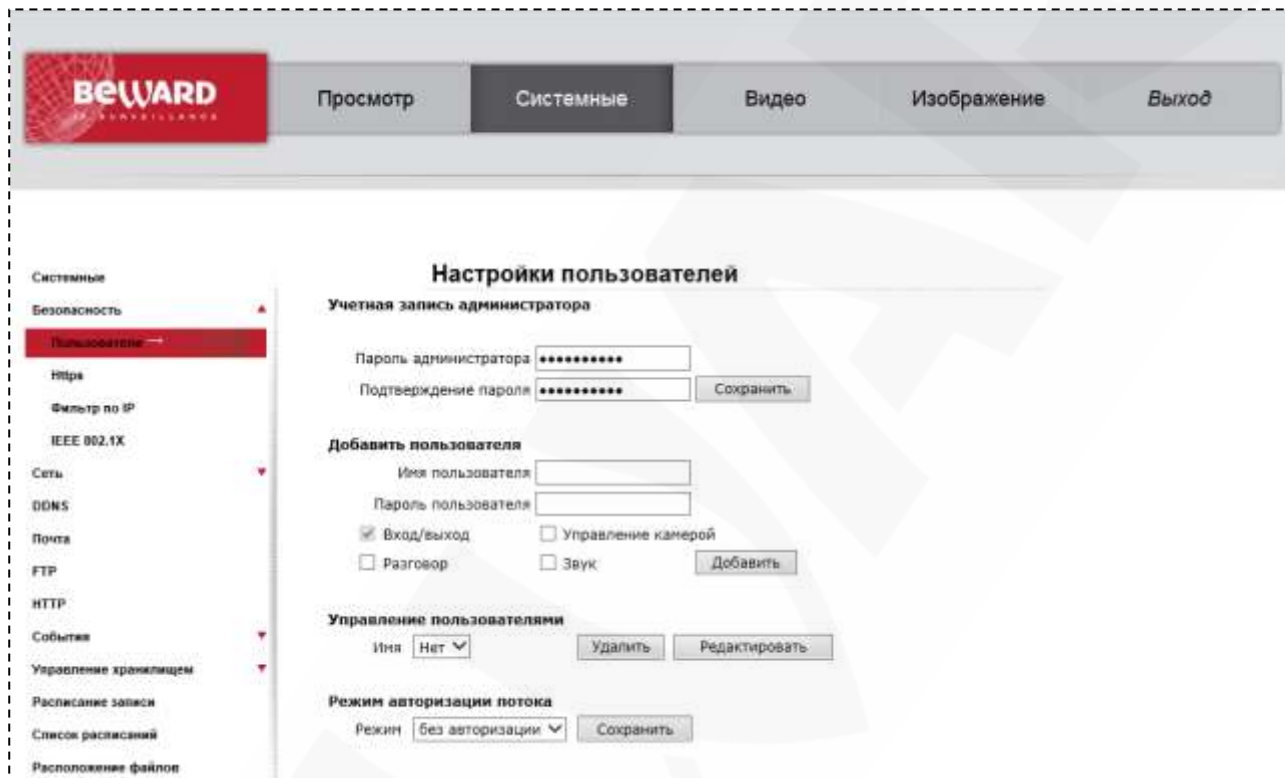 BEWARD
IP SURVEILLANCE
Просмотр
Системные
Видео
Изображение
Выход
Системные
Безопасность
Пользователи →
Https
Фильтр по IP
IEEE 802.1X
Сеть
DDNS
Почта
FTP
HTTP
События
Управление хранилищем
Расписание записи
Список расписаний
Расположение файлов
Настройки пользователей
Учетная запись администратора
Пароль администратора ••••••••••
Подтверждение пароля •••••••••• Сохранить
Добавить пользователя
Имя пользователя
Пароль пользователя
Вход/выход Управление камерой
Разговор Звук Добавить
Управление пользователями
Имя Нет Удалить Редактировать
Режим авторизации потока
Режим без авторизации Сохранить